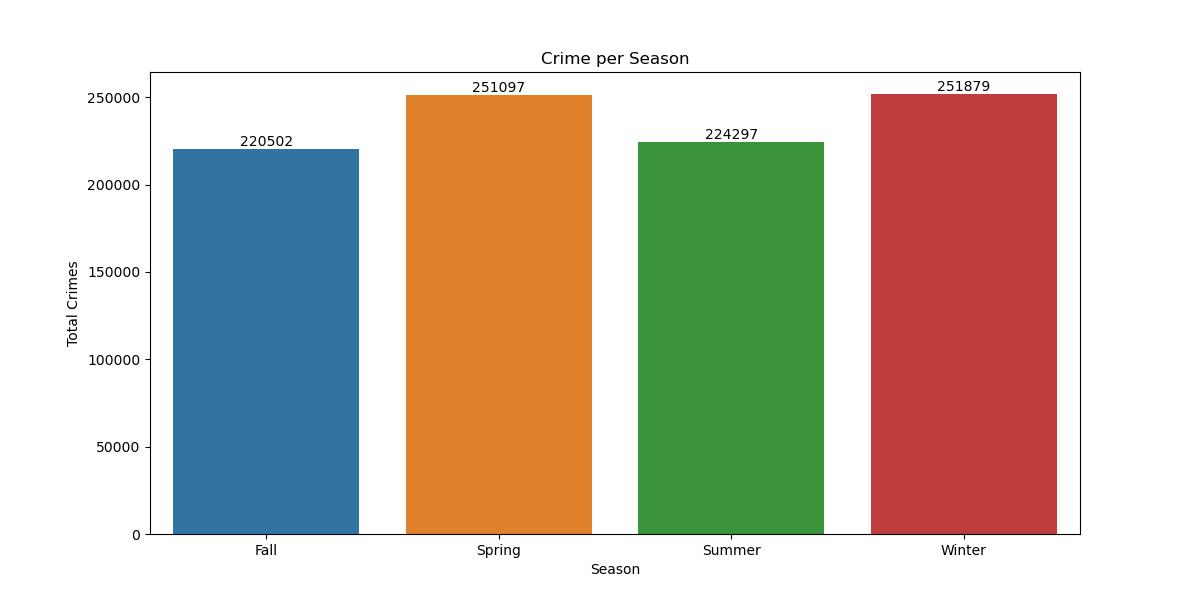 Crime per Season
Total Crimes
250000
200000
150000
100000
50000
0
220502
251097
224297
251879
Fall
Spring
Summer
Winter
Season